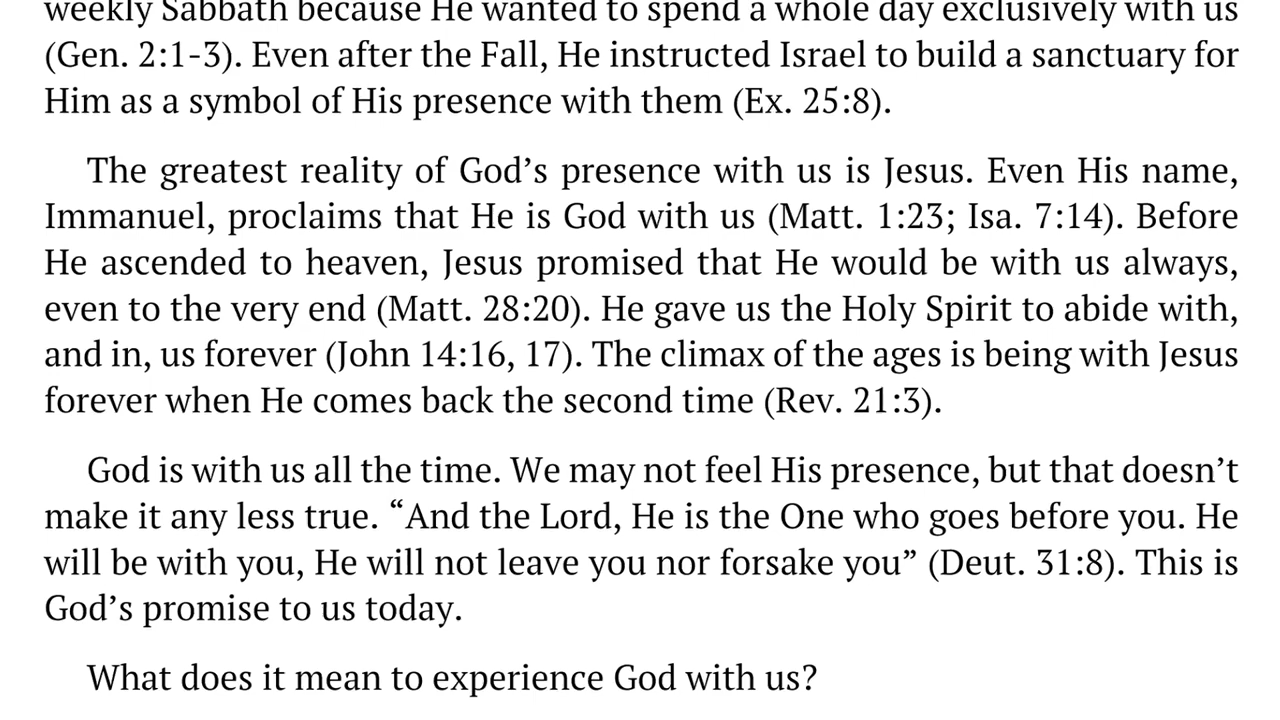 weekly Sabbath because He wanted to spend a whole day exclusively with us
(Gen. 2:1-3). Even after the Fall, He instructed Israel to build a sanctuary for
Him as a symbol of His presence with them (Ex. 25:8).
The greatest reality of God’s presence with us is Jesus. Even His name,
Immanuel, proclaims that He is God with us (Matt. 1:23; Isa. 7:14). Before
He ascended to heaven, Jesus promised that He would be with us always,
even to the very end (Matt. 28:20). He gave us the Holy Spirit to abide with,
and in, us forever (John 14:16, 17). The climax of the ages is being with Jesus
forever when He comes back the second time (Rev. 21:3).
God is with us all the time. We may not feel His presence, but that doesn’t
make it any less true. “And the Lord, He is the One who goes before you. He
will be with you, He will not leave you nor forsake you” (Deut. 31:8). This is
God’s promise to us today.
What does it mean to experience God with us?